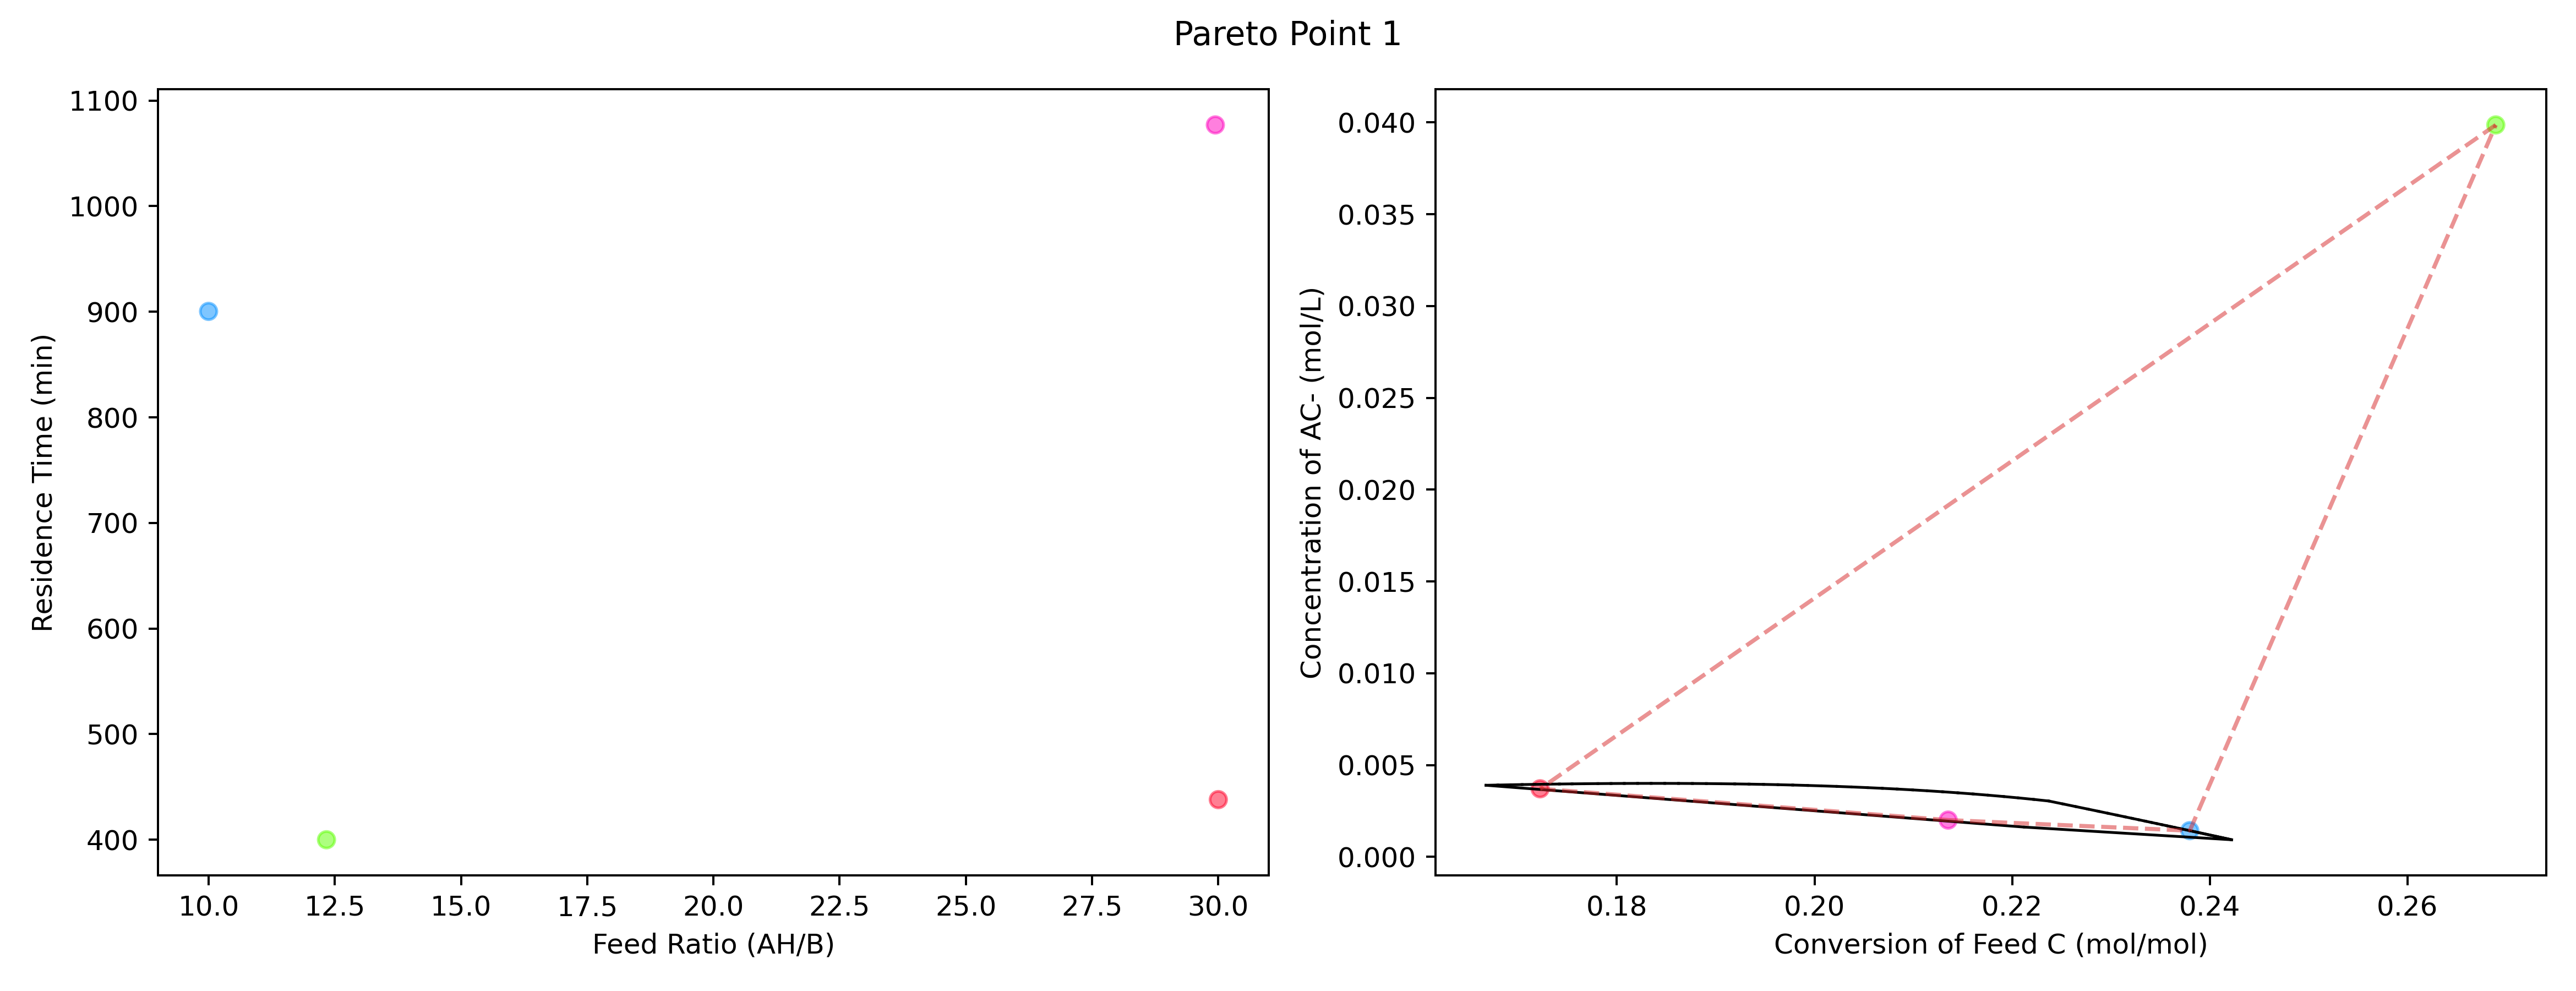 Pareto Point 1
Residence Time (min)
1100
1000
900
800
700
600
500
400
10.0 12.5 15.0 17.5 20.0 22.5 25.0 27.5 30.0
Feed Ratio (AH/B)
Concentration of AC- (mol/L)
0.040
0.035
0.030
0.025
0.020
0.015
0.010
0.005
0.000
0.18 0.20 0.22 0.24 0.26
Conversion of Feed C (mol/mol)